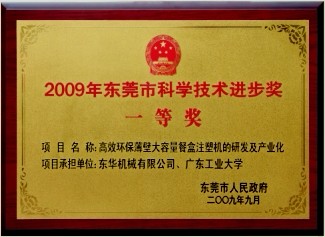 2009年东莞市科学技术进步奖
一等奖
项目名称:高效环保薄壁大容量餐盒注塑机的研发及产业化
项目承担单位:东华机械有限公司、广东工业大学
东莞市人民政府
二〇〇九年九月